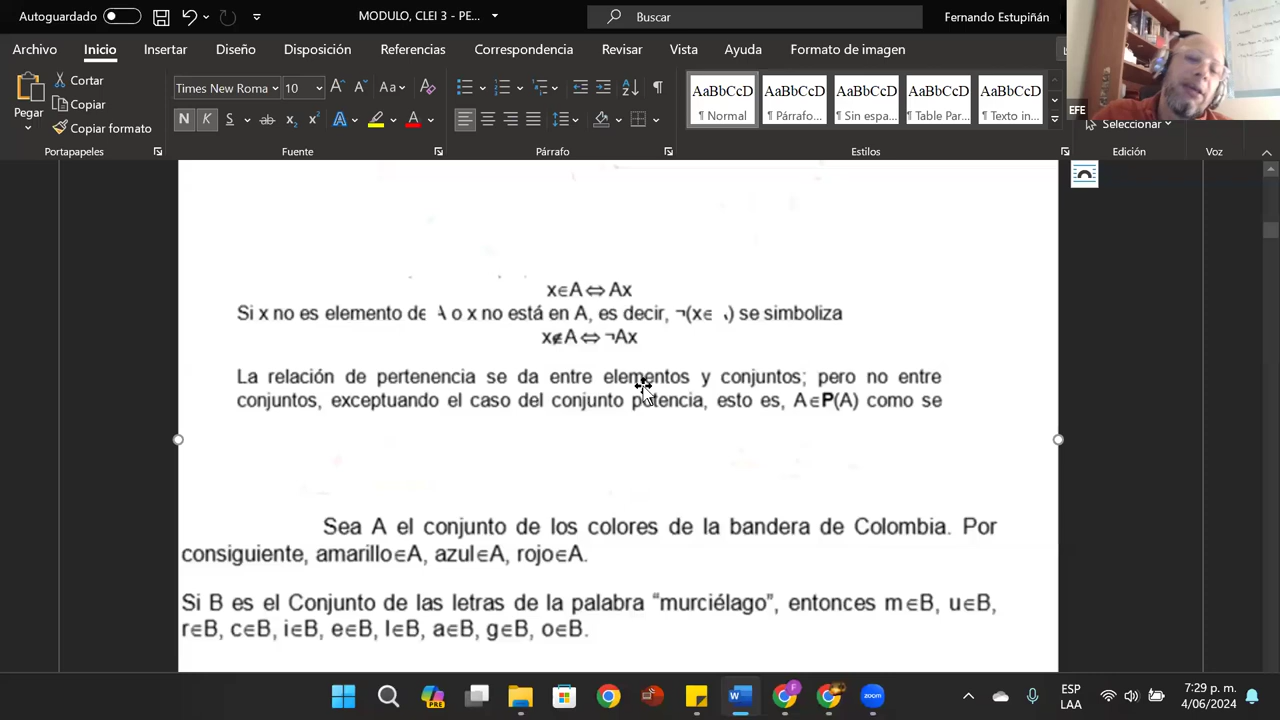 Autoguardado
MODULO, CLEI 3 - PE...
Buscar
Fernando Estupiñán
Archivo
Inicio
Insertar
Diseño
Disposición
Referencias
Correspondencia
Revisar
Vista
Ayuda
Formato de imagen
Pegar
Cortar
Copiar
Copiar formato
Portapapeles
Times New Roma
10
Fuente
Párrafo
AaBbCcD AaBbCcD AaBbCcD AaBbCcD AaBbCcD
¶ Normal ¶ Párrafo... ¶ Sin espa... ¶ Table Par... ¶ Texto in...
Estilos
Seleccionar
Edición
Voz
EFE
x∈A⇔Ax
Si x no es elemento de A o x no está en A, es decir, ¬(x∈ ) se simboliza
x∉A⇔¬Ax
La relación de pertenencia se da entre elementos y conjuntos; pero no entre
conjuntos, exceptuando el caso del conjunto potencia, esto es, A∈P(A) como se
Sea A el conjunto de los colores de la bandera de Colombia. Por
consiguiente, amarillo∈A, azul∈A, rojo∈A.
Si B es el Conjunto de las letras de la palabra “murciélago”, entonces m∈B, u∈B,
r∈B, c∈B, i∈B, e∈B, l∈B, a∈B, g∈B, o∈B.
PRE
zoom
ESP
LAA
7:29 p. m.
4/06/2024